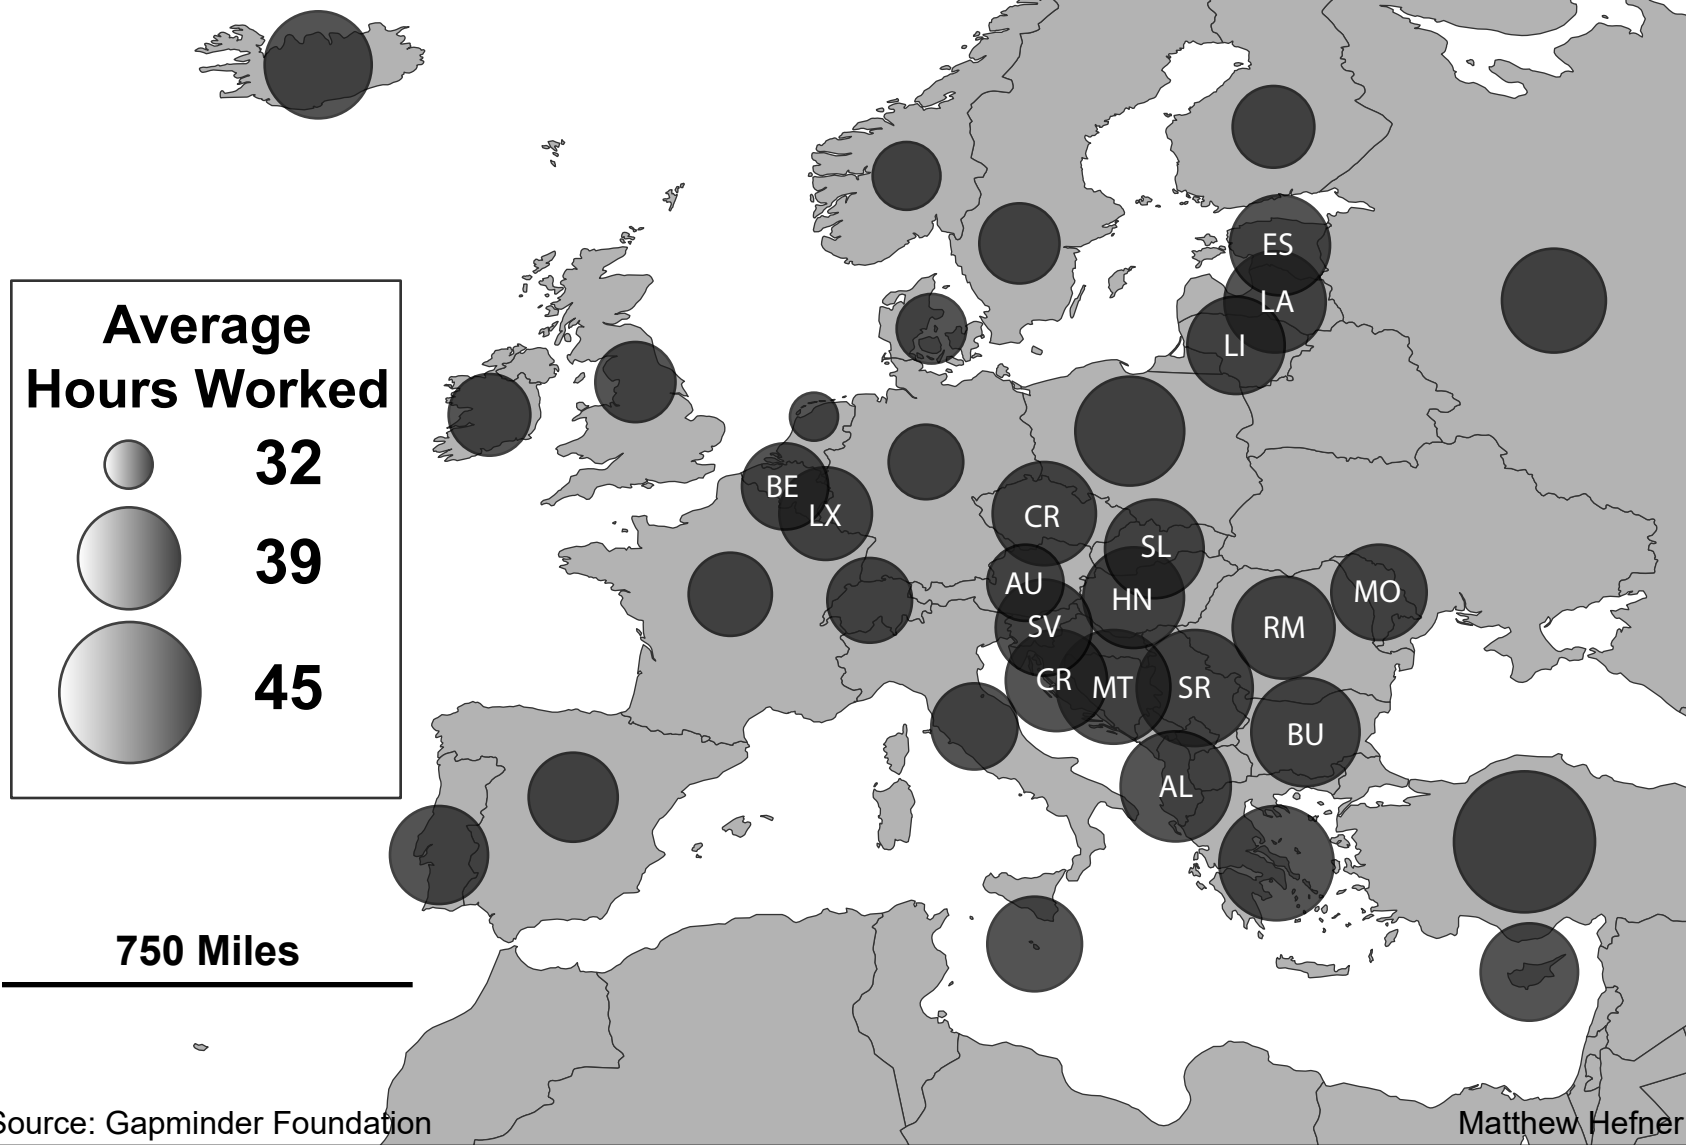 Average
Hours Worked
32
39
45
750 Miles
ES
LA
LI
BE
LX
CR
SL
AU
HN
MO
SV
RM
CR
MT
SR
BU
AL
Source: Gapminder Foundation
Matthew Hefner